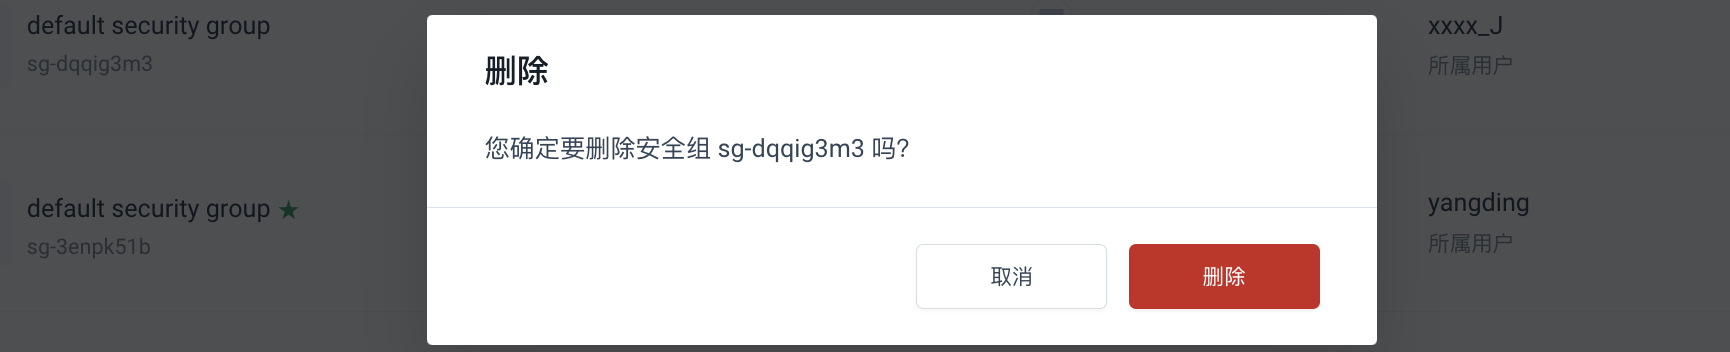 default security group
sg-dqqig3m3
xxxx_J
所属用户
删除
您确定要删除安全组 sg-dqqig3m3 吗?
default security group
sg-3enpk51b
yangding
所属用户
取消
删除